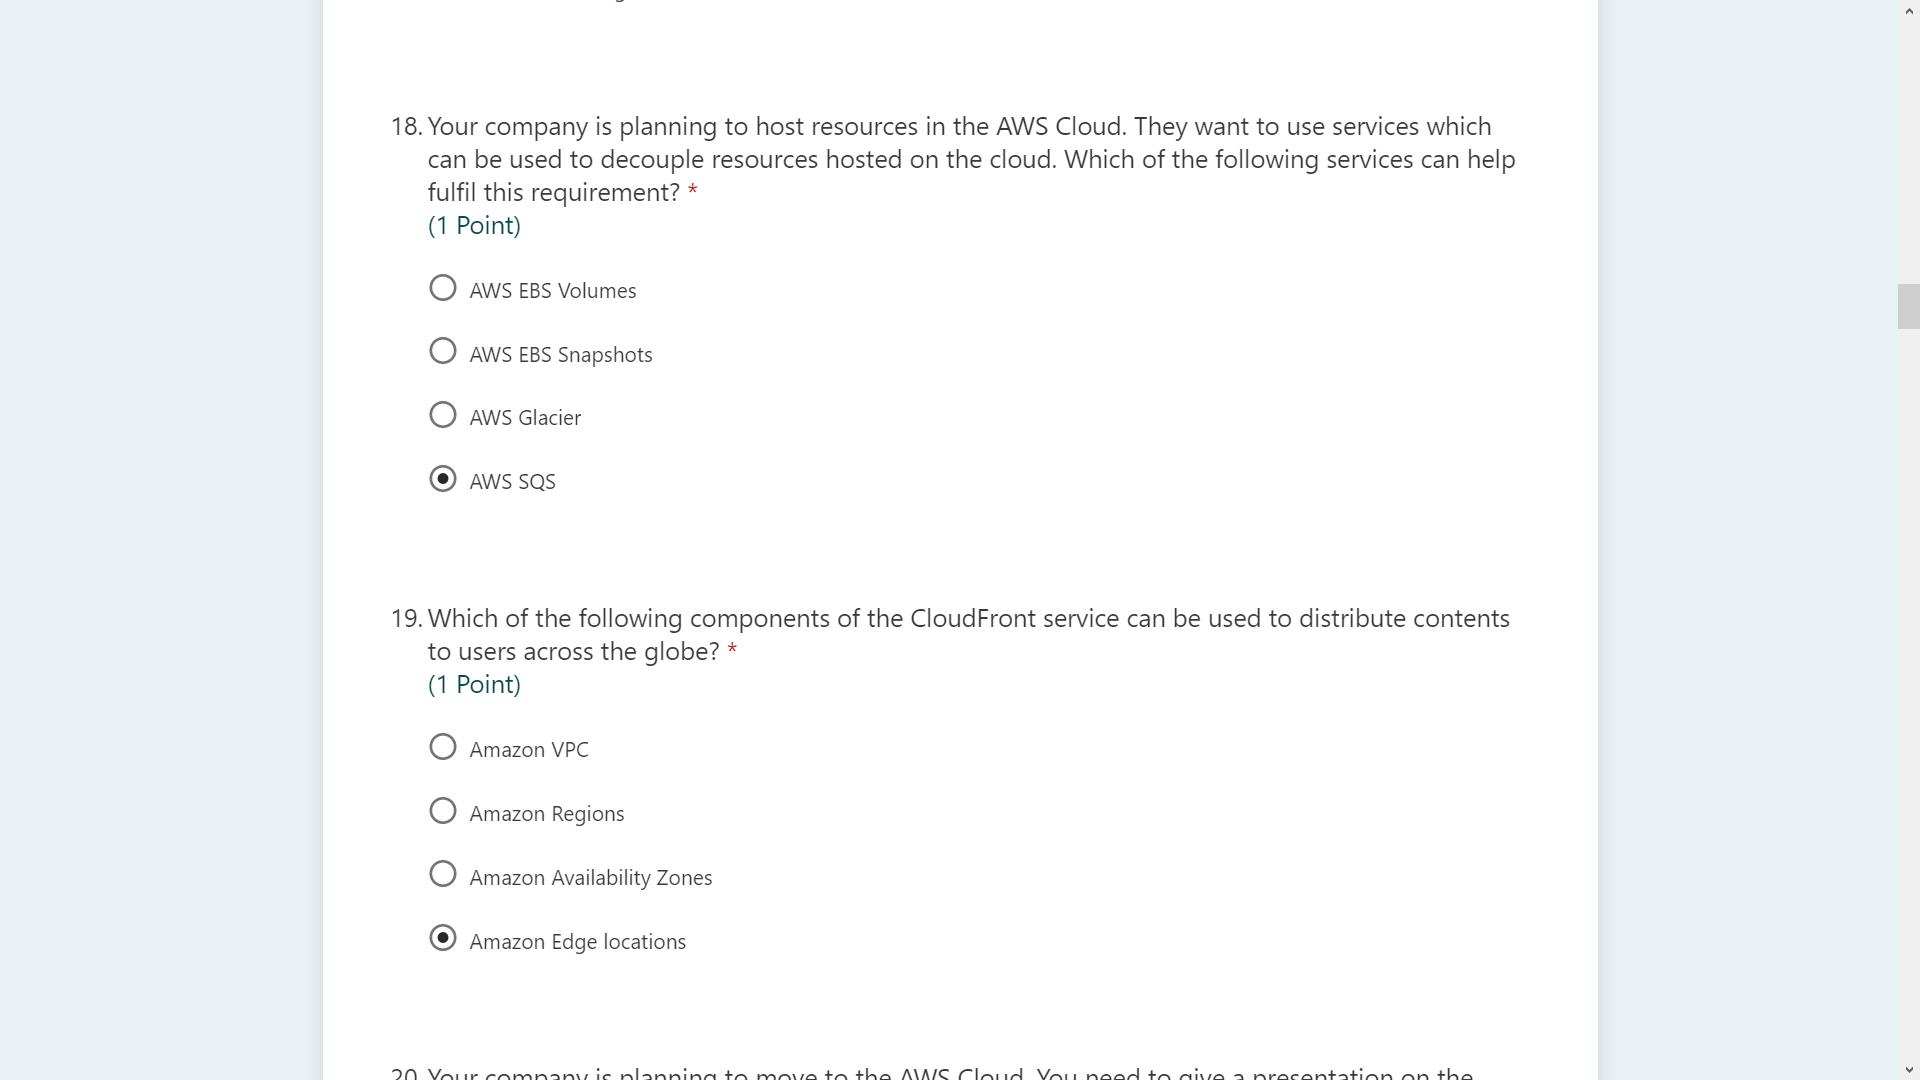 18. Your company is planning to host resources in the AWS Cloud. They want to use services which
can be used to decouple resources hosted on the cloud. Which of the following services can help
fulfil this requirement? *
(1 Point)
AWS EBS Volumes
AWS EBS Snapshots
AWS Glacier
AWS SQS
19. Which of the following components of the CloudFront service can be used to distribute contents
to users across the globe? *
(1 Point)
Amazon VPC
Amazon Regions
Amazon Availability Zones
Amazon Edge locations
20. Your company is planning to move to the AWS Cloud. You need to give a presentation on the